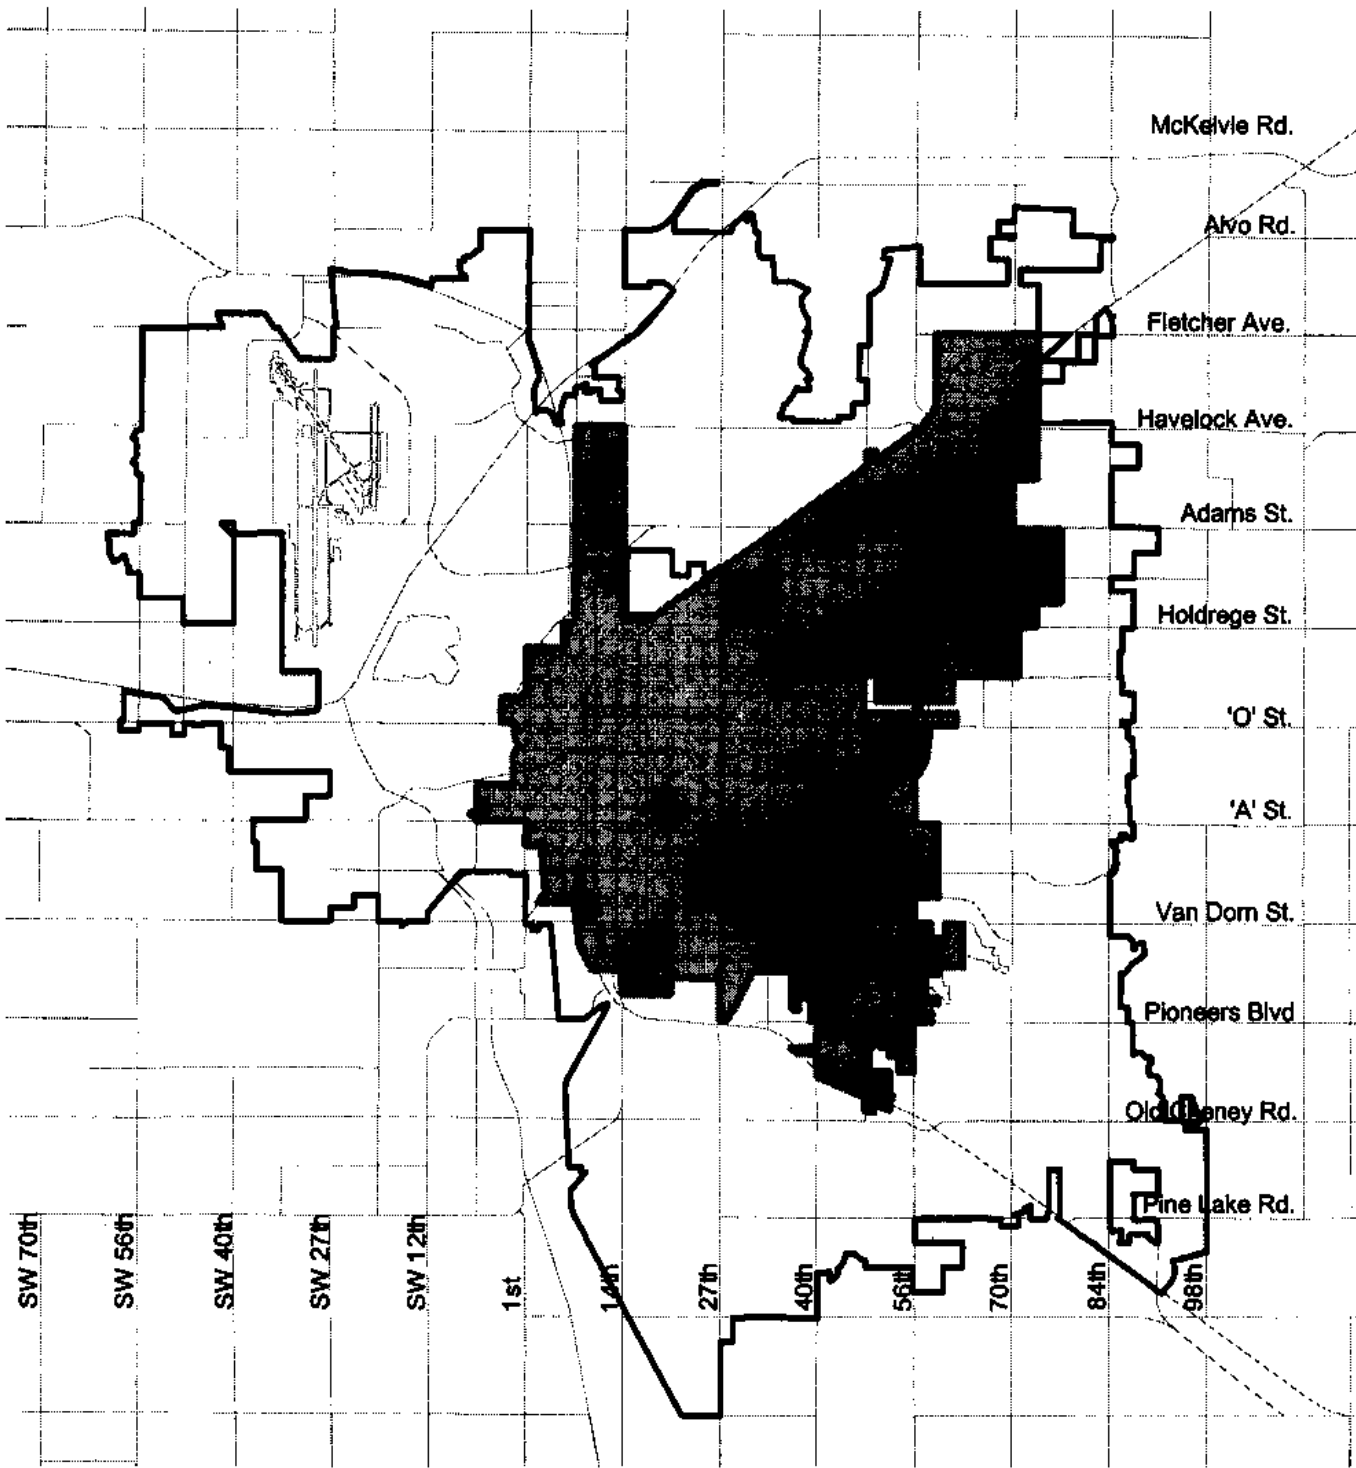 McKelvie Rd.
Alvo Rd.
Fletcher Ave.
Havelock Ave.
Adams St.
Holdrege St.
'O' St.
'A' St.
Van Dorn St.
Pioneers Blvd
Old Cheney Rd.
Pine Lake Rd.
SW 70th
SW 56th
SW 40th
SW 27th
SW 12th
1st
14th
27th
40th
56th
70th
84th
98th